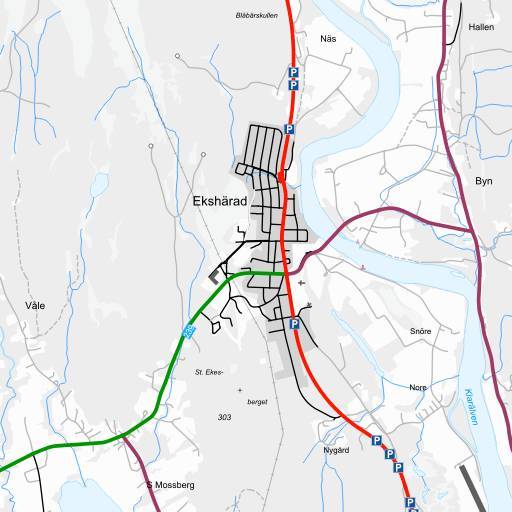 Blåbärskullen
Hallen
Näs
P
P
P
Byn
Ekshärad
Våle
P
Snöre
St. Ekes-
Nore
Klarälven
berget
303
P
Nygård
P
P
S Mossberg
P
P